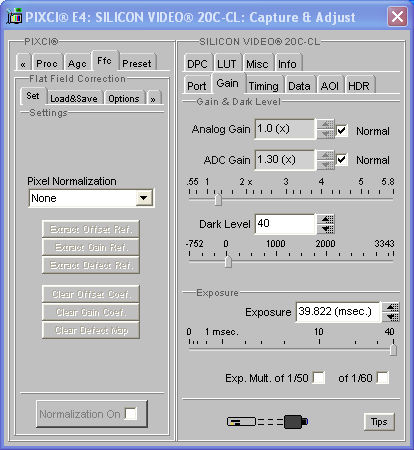 PIXCI® E4: SILICON VIDEO® 20C-CL: Capture & Adjust
PIXCI®
« Proc Agc Ffc Preset
Flat Field Correction
Set Load&Save Options »
Settings
Pixel Normalization
None
Extract Offset Ref.
Extract Gain Ref.
Extract Defect Ref.
Clear Offset Coef.
Clear Gain Coef.
Clear Defect Map
Normalization On
SILICON VIDEO® 20C-CL
DPC LUT Misc Info
Port Gain Timing Data AOI HDR
Gain & Dark Level
Analog Gain 1.0 (x) Normal
ADC Gain 1.30 (x) Normal
.55 1 2 x 3 4 5 5.8
Dark Level 40
-752 0 1000 2000 3343
Exposure
Exposure 39.822 (msec.)
0 1 msec. 10 40
Exp. Mult. of 1/50 of 1/60
Tips